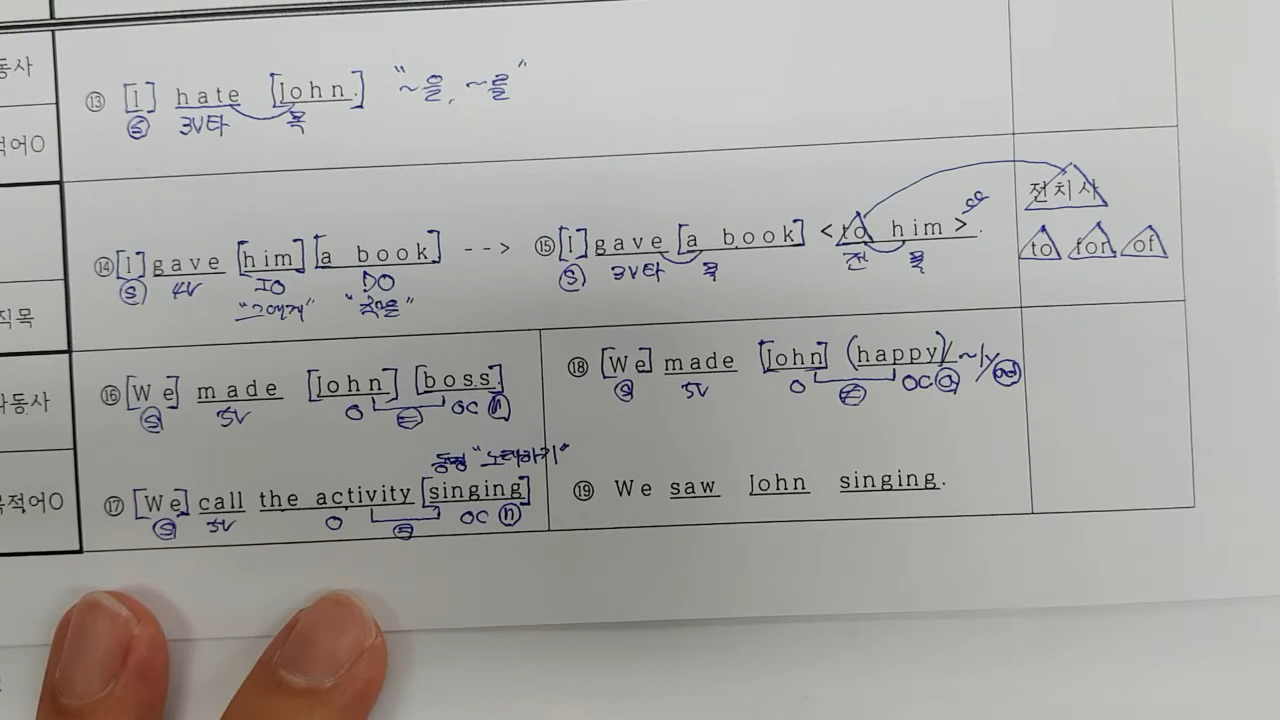 동사
⑬ [I] hate [John.] "~을, ~를"
ⓢ 3V타 목
적어O
전치사
⑭ [I] gave [him] [a book] --> ⑮ [I] gave [a book] <to him>.
to for of
ⓢ 4V IO DO ⓢ 3V타 목 전 목
"그에게" "책을"
직목
⑯ [We] made [John] [boss.] ⑱ [We] made [John] (happy)/ ~1/ad
ⓢ 5V O = OC ⓝ ⓢ 5V O = OC ⓐ
동사
동명 "노래하기"
⑰ [We] call the activity [singing] ⑲ We saw John singing.
목적어O
ⓢ 5V O = OC ⓝ